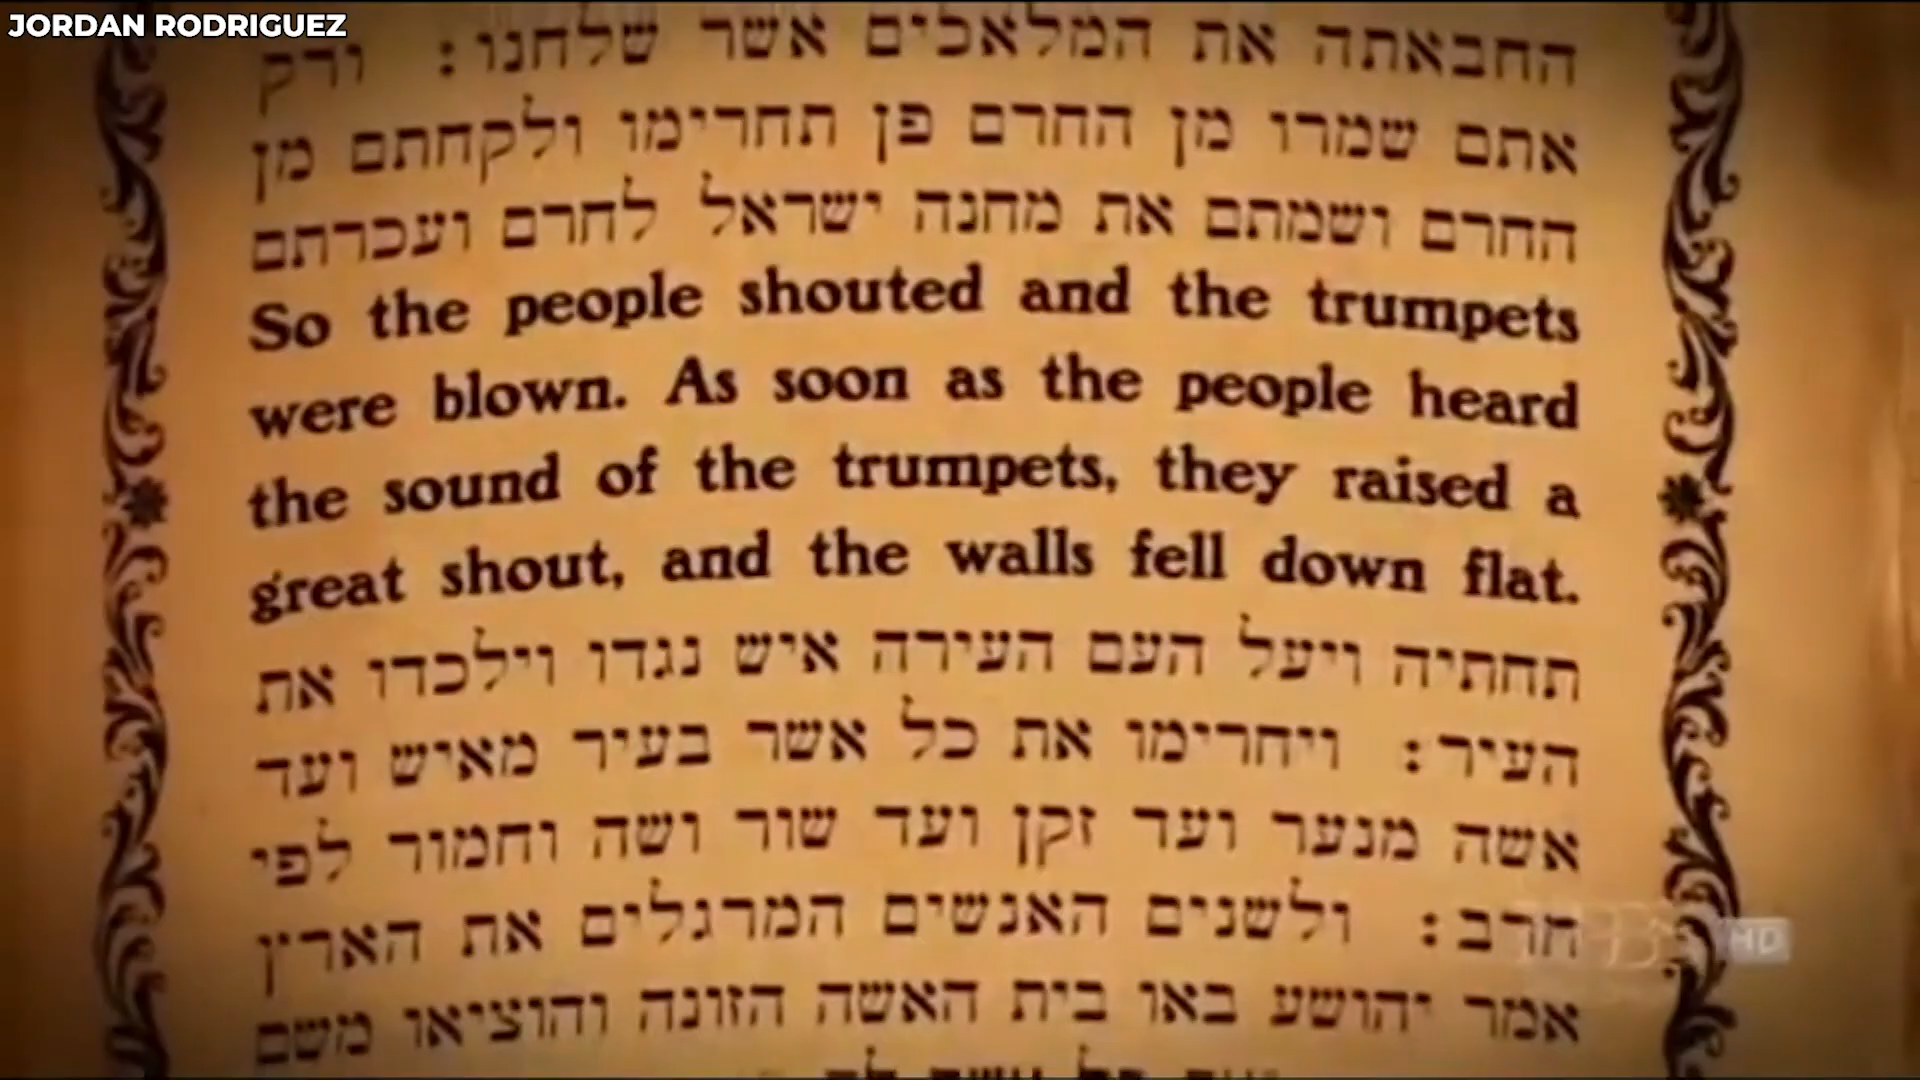 JORDAN RODRIGUEZ
החבאתה את המלאכים אשר שלחנו: ורק
אתם שמרו מן החרם פן תחרימו ולקחתם מן
החרם ושמתם את מחנה ישראל לחרם ועכרתם
So the people shouted and the trumpets
were blown. As soon as the people heard
the sound of the trumpets, they raised a
great shout, and the walls fell down flat.
תחתיה ויעל העם העירה איש נגדו וילכדו את
העיר: ויחרימו את כל אשר בעיר מאיש ועד
אשה מנער ועד זקן ועד שור ושה וחמור לפי
חרב: ולשנים האנשים המרגלים את הארץ
HD
אמר יהושע באו בית האשה הזונה והוציאו משם